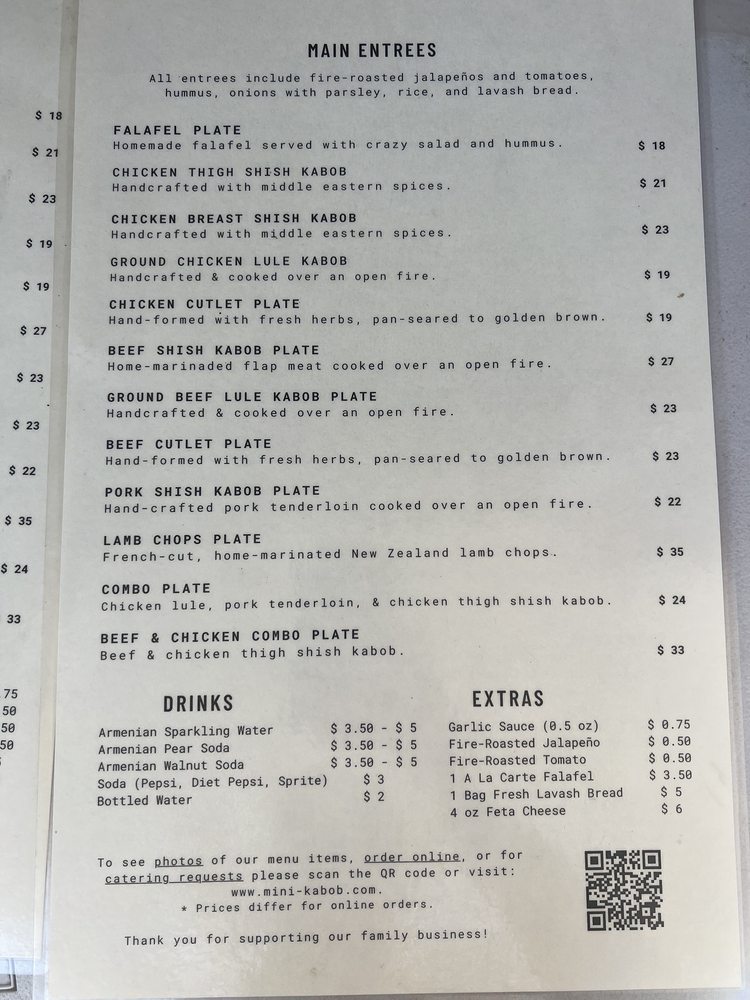 $ 18
$ 21
$ 23
$ 19
$ 19
$ 27
$ 23
$ 23
$ 22
$ 35
$ 24
33
.75
50
50
50
MAIN ENTREES
All entrees include fire-roasted jalapeños and tomatoes,
hummus, onions with parsley, rice, and lavash bread.
FALAFEL PLATE
Homemade falafel served with crazy salad and hummus. $ 18
CHICKEN THIGH SHISH KABOB
Handcrafted with middle eastern spices. $ 21
CHICKEN BREAST SHISH KABOB
Handcrafted with middle eastern spices. $ 23
GROUND CHICKEN LULE KABOB
Handcrafted & cooked over an open fire. $ 19
CHICKEN CUTLET PLATE
Hand-formed with fresh herbs, pan-seared to golden brown. $ 19
BEEF SHISH KABOB PLATE
Home-marinaded flap meat cooked over an open fire. $ 27
GROUND BEEF LULE KABOB PLATE
Handcrafted & cooked over an open fire. $ 23
BEEF CUTLET PLATE
Hand-formed with fresh herbs, pan-seared to golden brown. $ 23
PORK SHISH KABOB PLATE
Hand-crafted pork tenderloin cooked over an open fire. $ 22
LAMB CHOPS PLATE
French-cut, home-marinated New Zealand lamb chops. $ 35
COMBO PLATE
Chicken lule, pork tenderloin, & chicken thigh shish kabob. $ 24
BEEF & CHICKEN COMBO PLATE
Beef & chicken thigh shish kabob. $ 33
DRINKS
Armenian Sparkling Water $ 3.50 - $ 5
Armenian Pear Soda $ 3.50 - $ 5
Armenian Walnut Soda $ 3.50 - $ 5
Soda (Pepsi, Diet Pepsi, Sprite) $ 3
Bottled Water $ 2
EXTRAS
Garlic Sauce (0.5 oz) $ 0.75
Fire-Roasted Jalapeño $ 0.50
Fire-Roasted Tomato $ 0.50
1 A La Carte Falafel $ 3.50
1 Bag Fresh Lavash Bread $ 5
4 oz Feta Cheese $ 6
To see photos of our menu items, order online, or for
catering requests please scan the QR code or visit:
www.mini-kabob.com.
* Prices differ for online orders.
Thank you for supporting our family business!